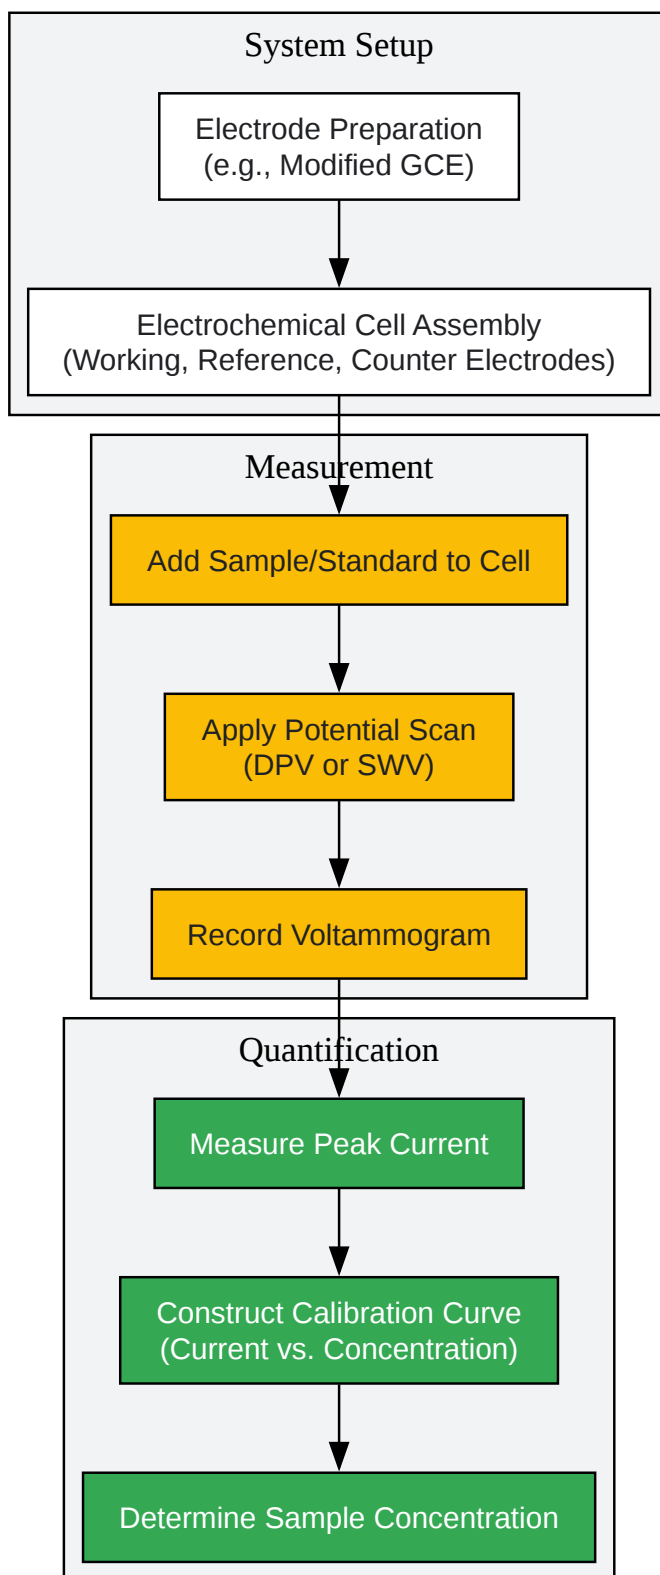 System Setup
Electrode Preparation
(e.g., Modified GCE)
Electrochemical Cell Assembly
(Working, Reference, Counter Electrodes)
Measurement
Add Sample/Standard to Cell
Apply Potential Scan
(DPV or SWV)
Record Voltammogram
Quantification
Measure Peak Current
Construct Calibration Curve
(Current vs. Concentration)
Determine Sample Concentration